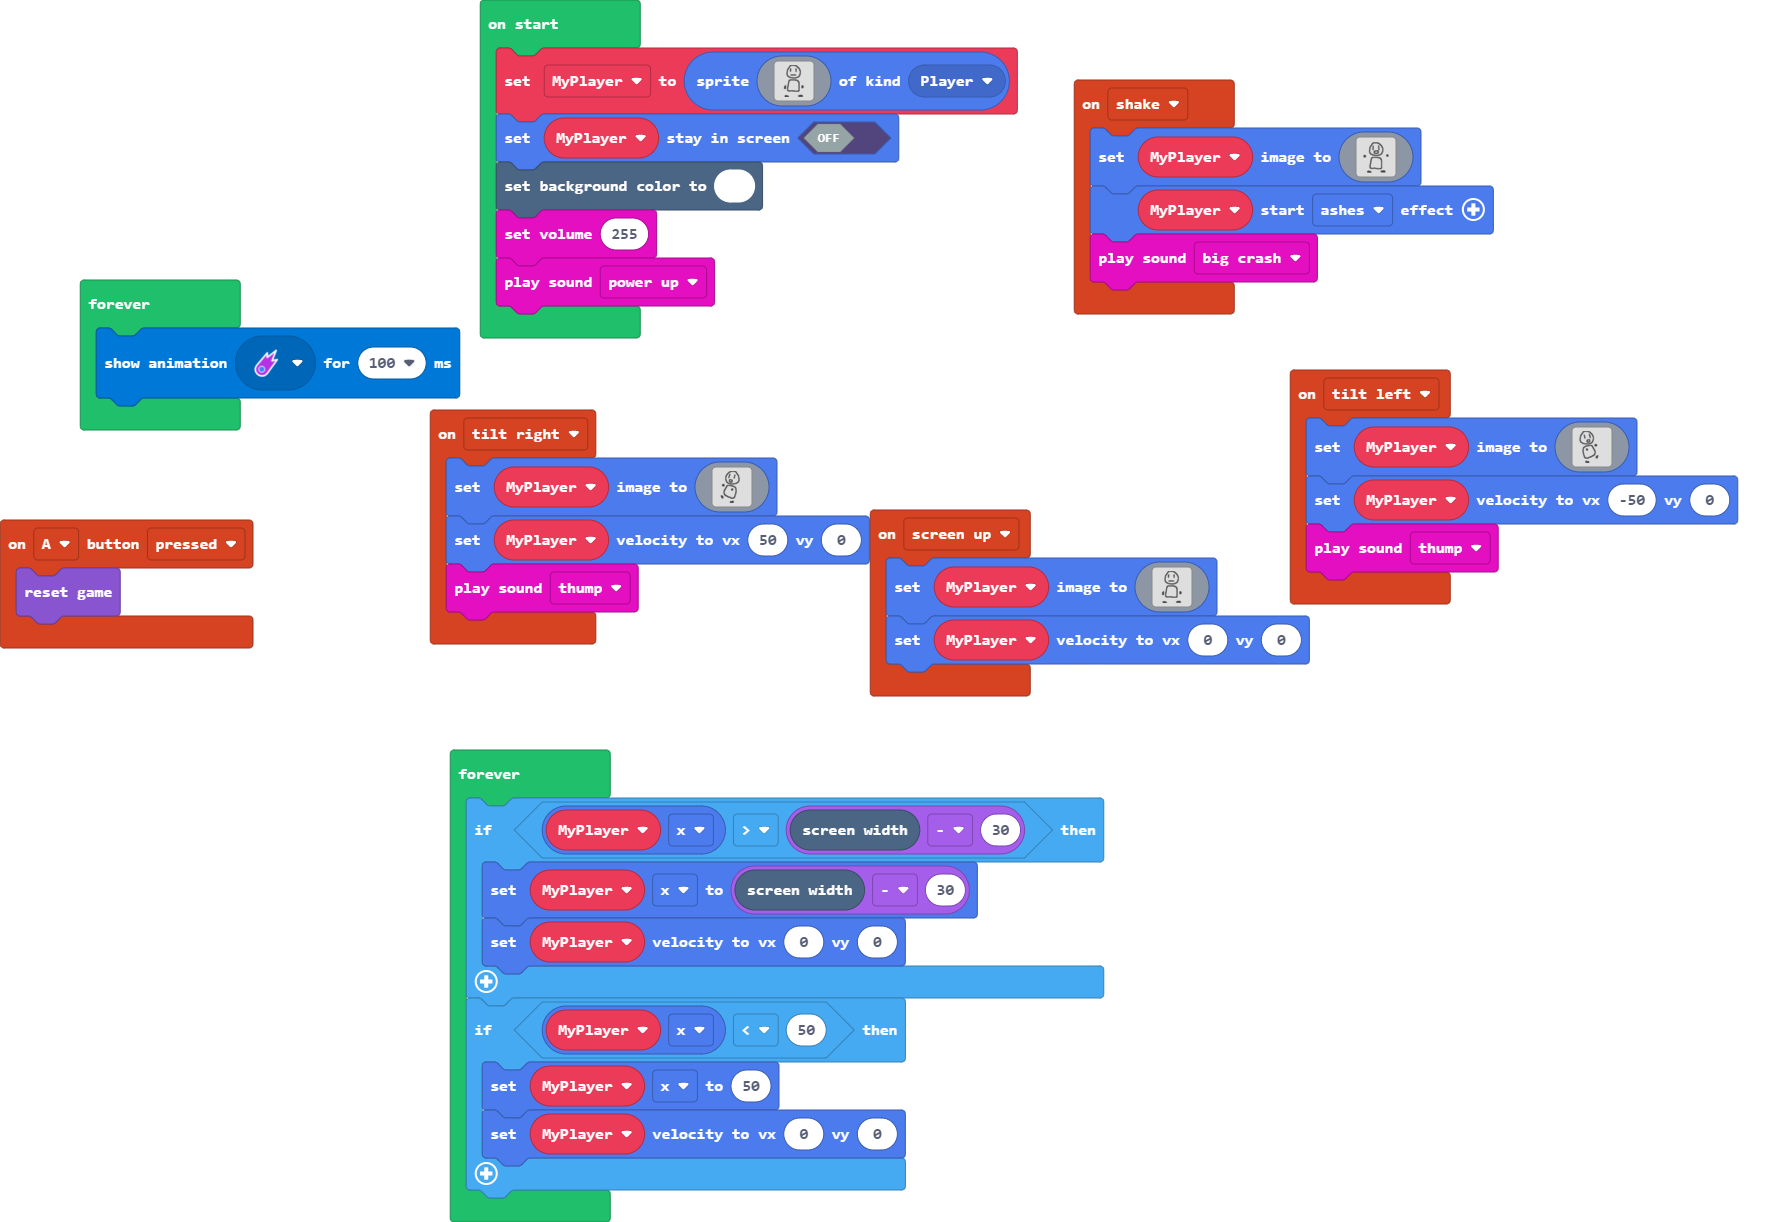 on start
set MyPlayer to sprite of kind Player
set MyPlayer stay in screen OFF
set background color to
set volume 255
play sound power up
on shake
set MyPlayer image to
MyPlayer start ashes effect
play sound big crash
forever
show animation for 100 ms
on tilt right
set MyPlayer image to
set MyPlayer velocity to vx 50 vy 0
play sound thump
on tilt left
set MyPlayer image to
set MyPlayer velocity to vx -50 vy 0
play sound thump
on A button pressed
reset game
on screen up
set MyPlayer image to
set MyPlayer velocity to vx 0 vy 0
forever
if MyPlayer x > screen width - 30 then
set MyPlayer x to screen width - 30
set MyPlayer velocity to vx 0 vy 0
if MyPlayer x < 50 then
set MyPlayer x to 50
set MyPlayer velocity to vx 0 vy 0